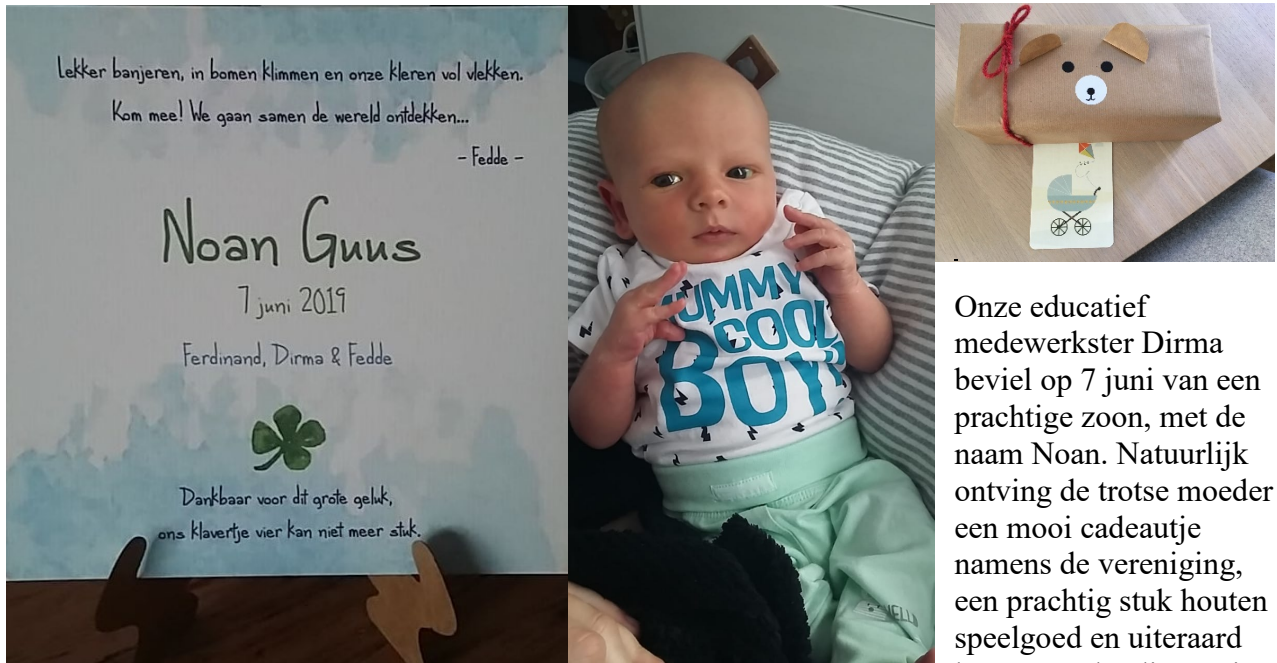 Lekker banjeren, in bomen klimmen en onze kleren vol vlekken.
Kom mee! We gaan samen de wereld ontdekken...
- Fedde -
Noan Guus
7 juni 2019
Ferdinand, Dirma & Fedde
Dankbaar voor dit grote geluk,
ons klavertje vier kan niet meer stuk.
MUMMY'S
COOL
BOY
Onze educatief
medewerkster Dirma
beviel op 7 juni van een
prachtige zoon, met de
naam Noan. Natuurlijk
ontving de trotse moeder
een mooi cadeautje
namens de vereniging,
een prachtig stuk houten
speelgoed en uiteraard